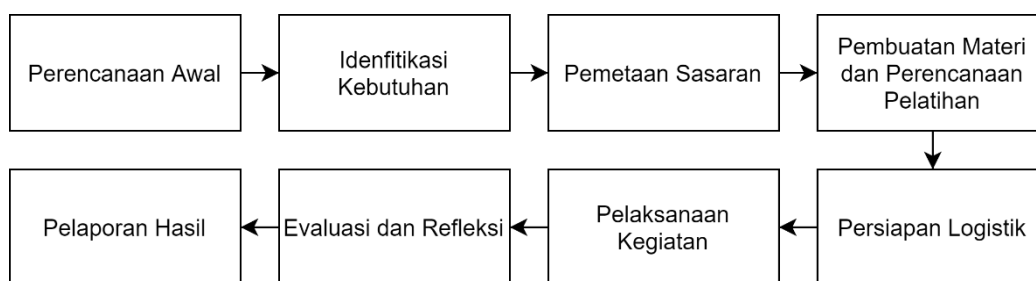 Perencanaan Awal
Idenfitikasi
Kebutuhan
Pemetaan Sasaran
Pembuatan Materi
dan Perencanaan
Pelatihan
Persiapan Logistik
Pelaksanaan
Kegiatan
Evaluasi dan Refleksi
Pelaporan Hasil